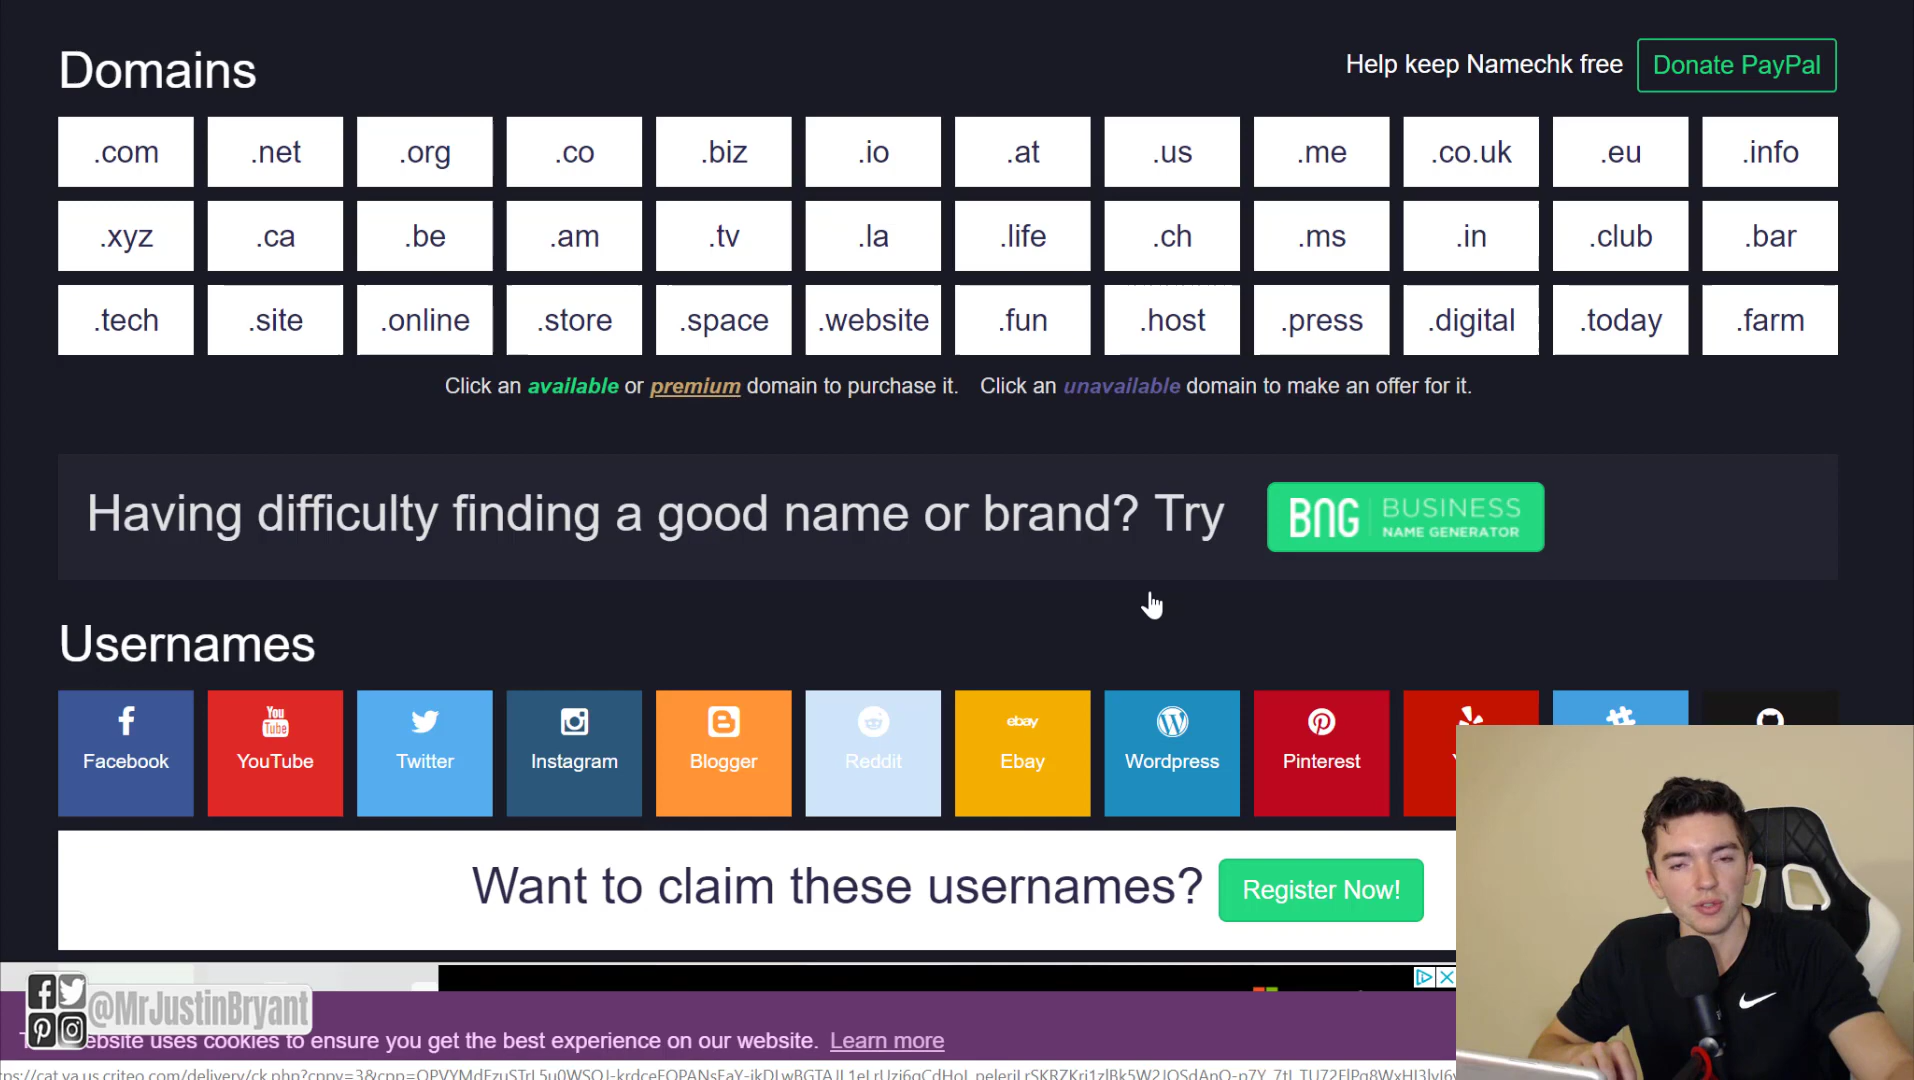 Domains
Help keep Namechk free
Donate PayPal
.com .net .org .co .biz .io .at .us .me .co.uk .eu .info
.xyz .ca .be .am .tv .la .life .ch .ms .in .club .bar
.tech .site .online .store .space .website .fun .host .press .digital .today .farm
Click an available or premium domain to purchase it. Click an unavailable domain to make an offer for it.
Having difficulty finding a good name or brand? Try
BNG BUSINESS
NAME GENERATOR
Usernames
You
Tube
ebay
Facebook YouTube Twitter Instagram Blogger Reddit Ebay Wordpress Pinterest
Want to claim these usernames?
Register Now!
@MrJustinBryant
uses cookies to ensure you get the best experience on our website. Learn more